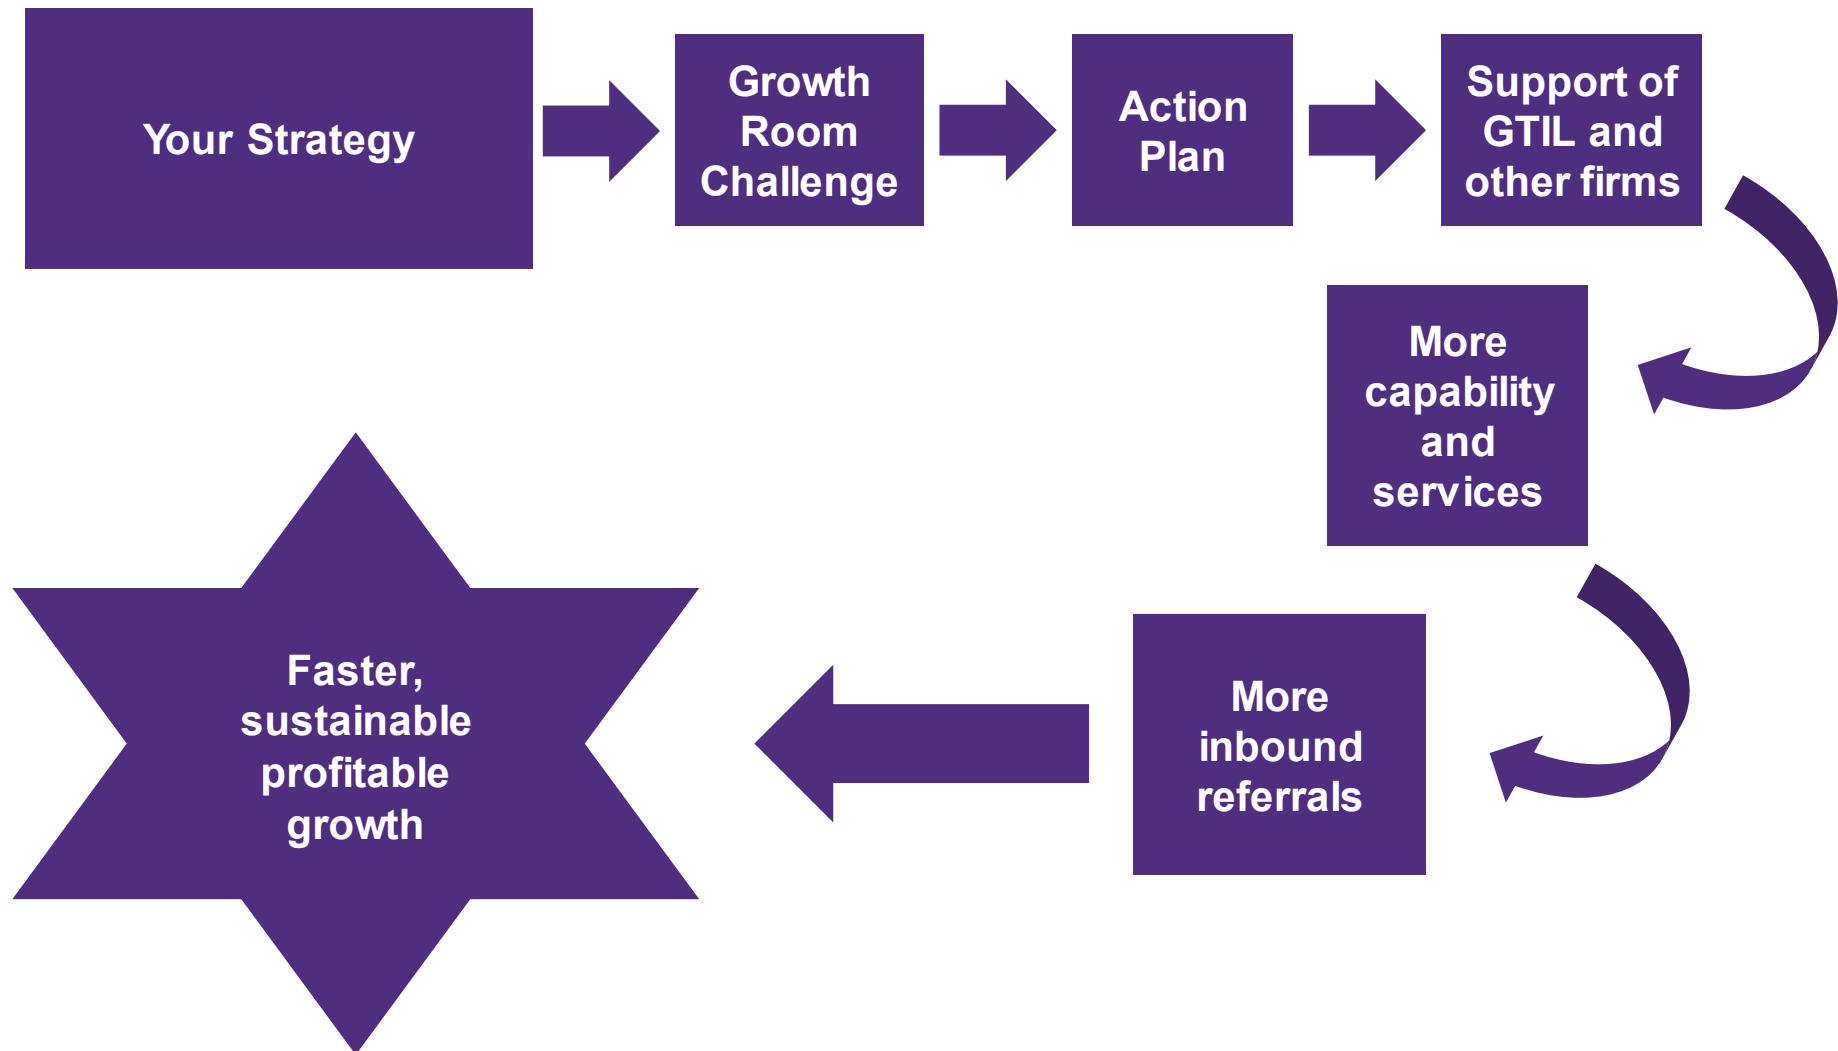 Your Strategy
Growth
Room
Challenge
Action
Plan
Support of
GTIL and
other firms
More
capability
and
services
More
inbound
referrals
Faster,
sustainable
profitable
growth